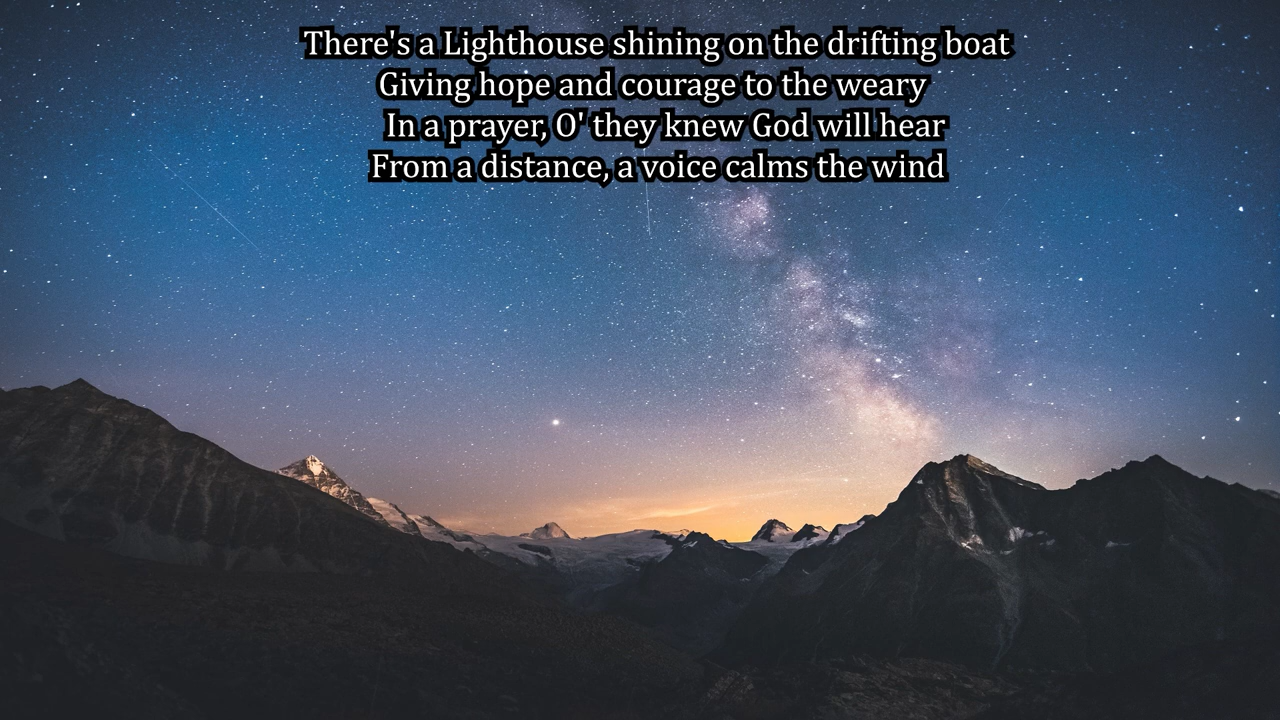 There's a Lighthouse shining on the drifting boat
Giving hope and courage to the weary
In a prayer, O' they knew God will hear
From a distance, a voice calms the wind